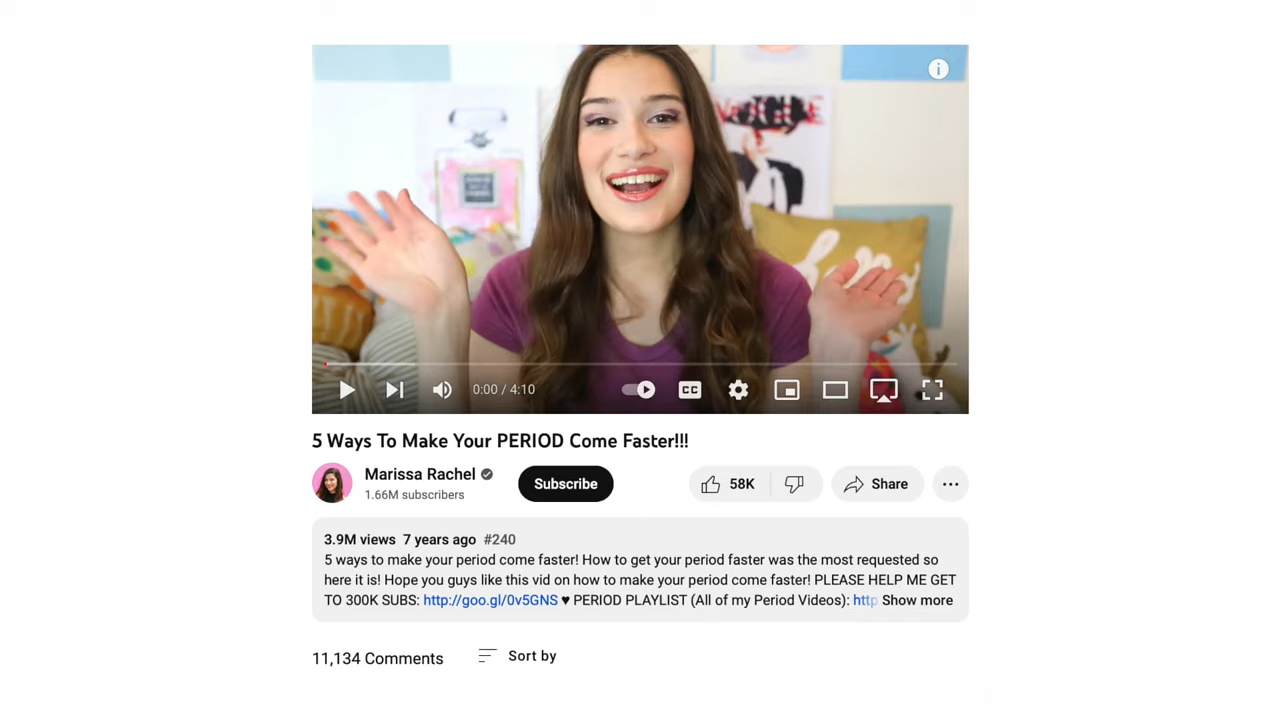 VOGUE
0:00 / 4:10
CC
5 Ways To Make Your PERIOD Come Faster!!!
Marissa Rachel
1.66M subscribers
Subscribe
58K
Share
3.9M views 7 years ago #240
5 ways to make your period come faster! How to get your period faster was the most requested so
here it is! Hope you guys like this vid on how to make your period come faster! PLEASE HELP ME GET
TO 300K SUBS: http://goo.gl/0v5GNS ♥ PERIOD PLAYLIST (All of my Period Videos): http Show more
11,134 Comments
Sort by